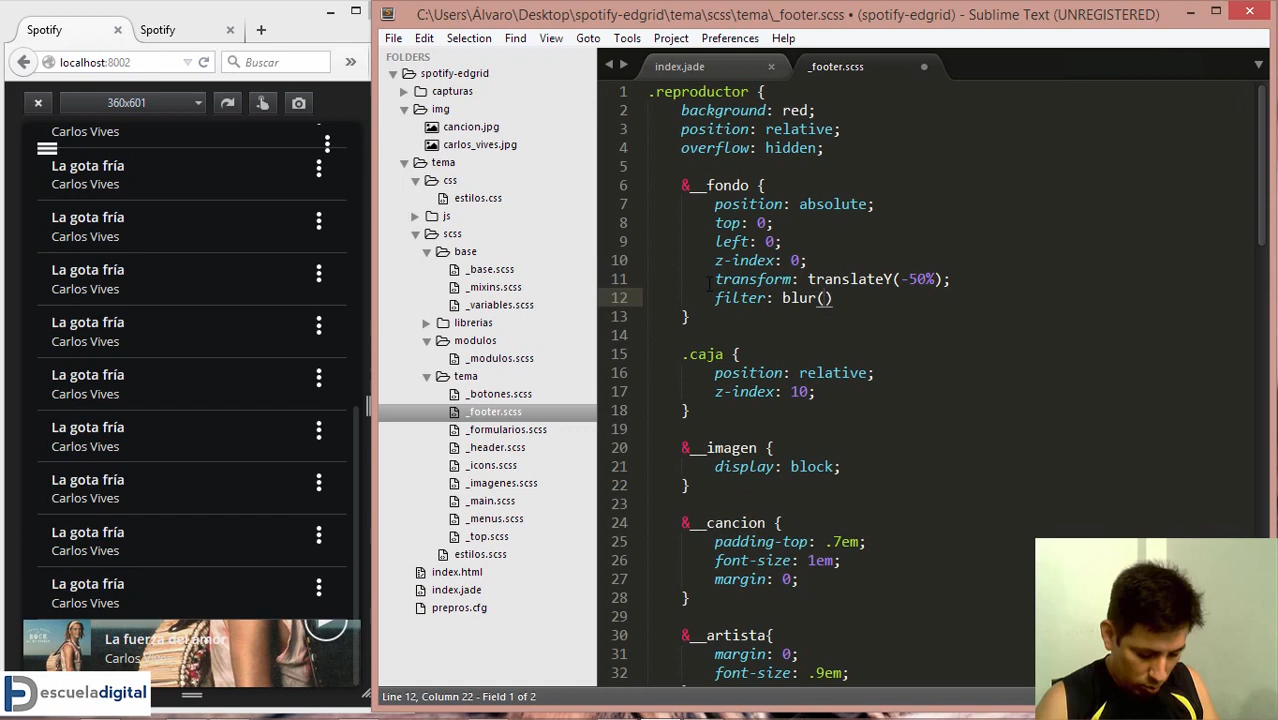 C:\Users\Álvaro\Desktop\spotify-edgrid\tema\scss\tema\_footer.scss • (spotify-edgrid) - Sublime Text (UNREGISTERED)
Spotify
Spotify
localhost:8002
Buscar
360x601
Carlos Vives
La gota fría
Carlos Vives
La gota fría
Carlos Vives
La gota fría
Carlos Vives
La gota fría
Carlos Vives
La gota fría
Carlos Vives
La gota fría
Carlos Vives
La gota fría
Carlos Vives
La gota fría
Carlos Vives
La gota fría
Carlos Vives
La fuerza del amor
Carlos Vives
escueladigital
File Edit Selection Find View Goto Tools Project Preferences Help
FOLDERS
spotify-edgrid
capturas
img
cancion.jpg
carlos_vives.jpg
tema
css
estilos.css
js
scss
base
_base.scss
_mixins.scss
_variables.scss
librerias
modulos
_modulos.scss
tema
_botones.scss
_footer.scss
_formularios.scss
_header.scss
_icons.scss
_imagenes.scss
_main.scss
_menus.scss
_top.scss
estilos.scss
index.html
index.jade
prepros.cfg
index.jade
_footer.scss
1 .reproductor {
2 background: red;
3 position: relative;
4 overflow: hidden;
5
6 &__fondo {
7 position: absolute;
8 top: 0;
9 left: 0;
10 z-index: 0;
11 transform: translateY(-50%);
12 filter: blur()
13 }
14
15 .caja {
16 position: relative;
17 z-index: 10;
18 }
19
20 &__imagen {
21 display: block;
22 }
23
24 &__cancion {
25 padding-top: .7em;
26 font-size: 1em;
27 margin: 0;
28 }
29
30 &__artista{
31 margin: 0;
32 font-size: .9em;
Line 12, Column 22 - Field 1 of 2